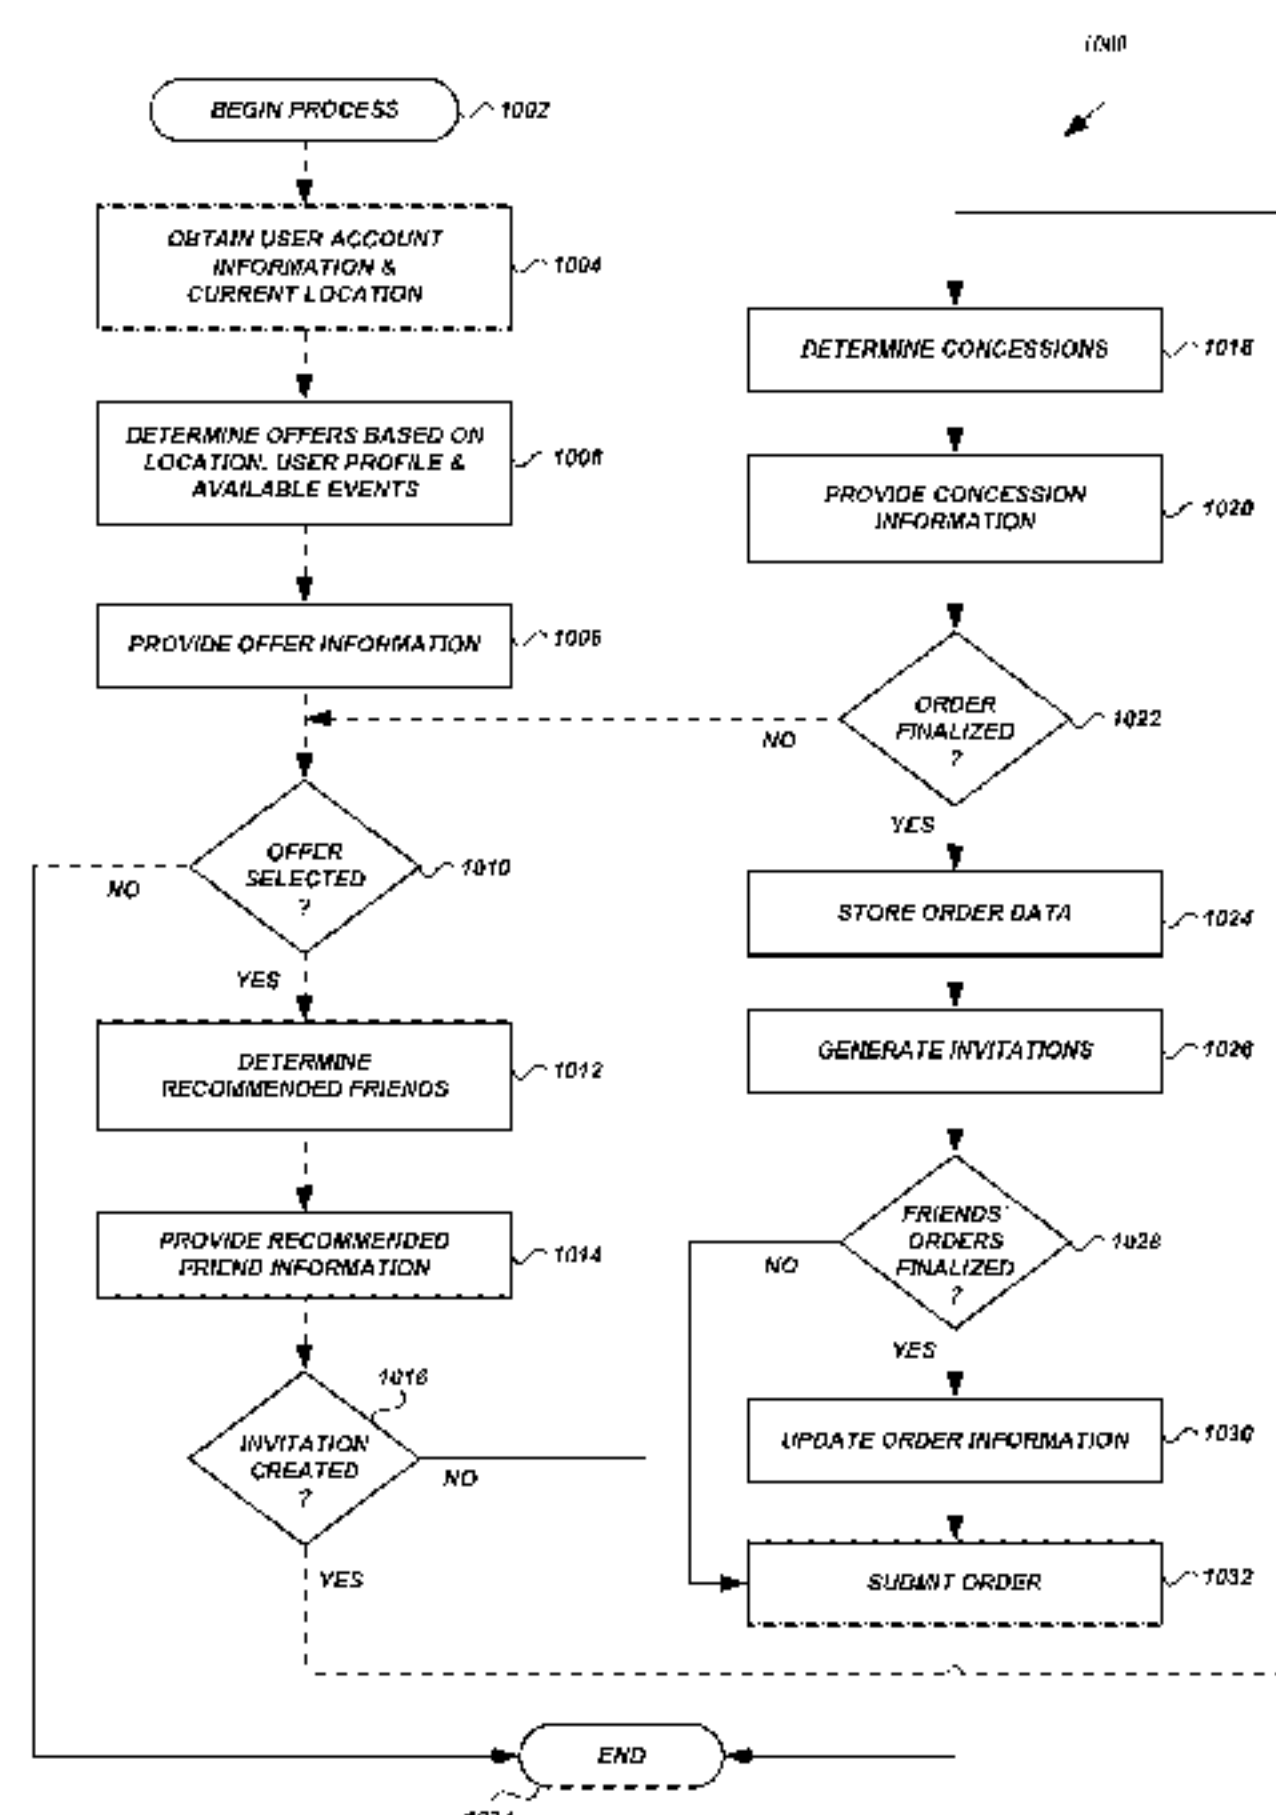 1000
BEGIN PROCESS
1002
OBTAIN USER ACCOUNT
INFORMATION &
CURRENT LOCATION
1004
DETERMINE OFFERS BASED ON
LOCATION, USER PROFILE &
AVAILABLE EVENTS
PROVIDE OFFER INFORMATION
OFFER
SELECTED
?
1010
NO
YES
DETERMINE
RECOMMENDED FRIENDS
1012
PROVIDE RECOMMENDED
FRIEND INFORMATION
1014
1016
INVITATION
CREATED
?
NO
YES
DETERMINE CONCESSIONS
1018
PROVIDE CONCESSION
INFORMATION
1020
ORDER
FINALIZED
?
1022
NO
YES
STORE ORDER DATA
1024
GENERATE INVITATIONS
1026
FRIENDS'
ORDERS
FINALIZED
?
1028
NO
YES
UPDATE ORDER INFORMATION
1030
SUBMIT ORDER
1032
END